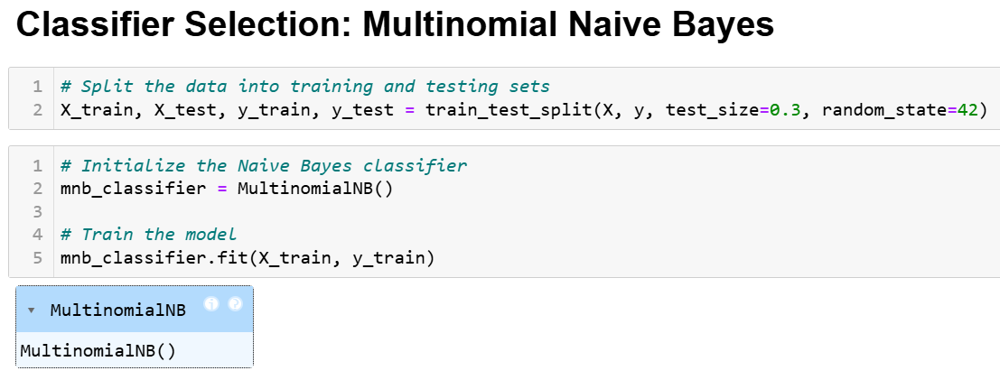 Classifier Selection: Multinomial Naive Bayes
1 # Split the data into training and testing sets
2 X_train, X_test, y_train, y_test = train_test_split(X, y, test_size=0.3, random_state=42)
1 # Initialize the Naive Bayes classifier
2 mnb_classifier = MultinomialNB()
3
4 # Train the model
5 mnb_classifier.fit(X_train, y_train)
▾ MultinomialNB i ?
MultinomialNB()